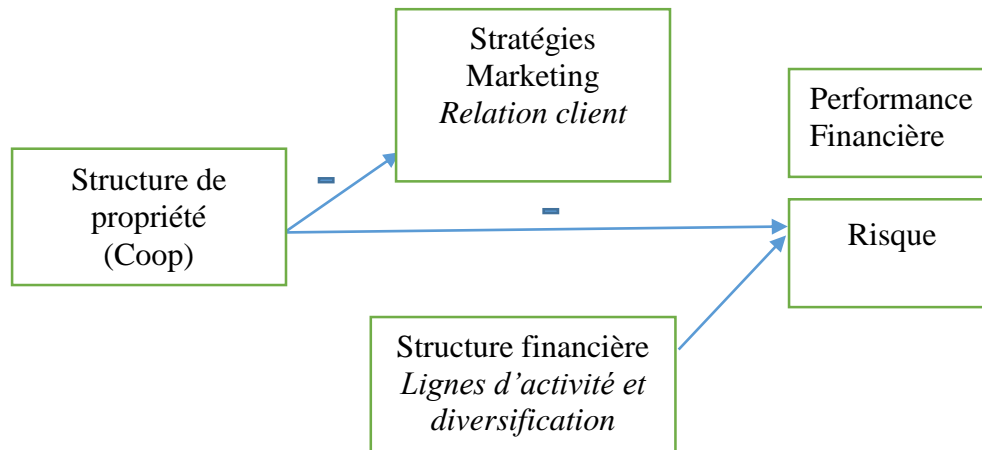 Stratégies
Marketing
Relation client
Performance
Financière
Structure de
propriété
(Coop)
-
-
Risque
Structure financière
Lignes d’activité et
diversification